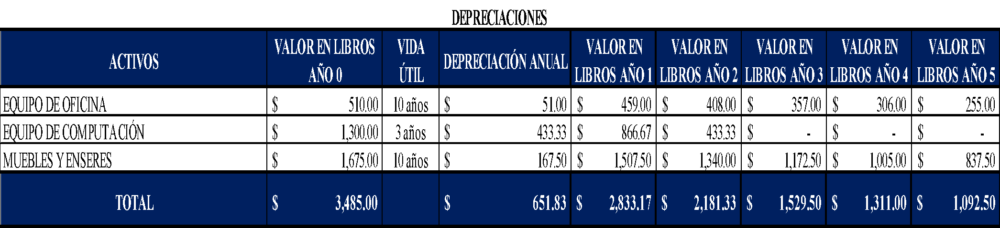 DEPRECIACIONES
ACTIVOS VALOR EN LIBROS AÑO 0 VIDA ÚTIL DEPRECIACIÓN ANUAL VALOR EN LIBROS AÑO 1 VALOR EN LIBROS AÑO 2 VALOR EN LIBROS AÑO 3 VALOR EN LIBROS AÑO 4 VALOR EN LIBROS AÑO 5
EQUIPO DE OFICINA $ 510.00 10 años $ 51.00 $ 459.00 $ 408.00 $ 357.00 $ 306.00 $ 255.00
EQUIPO DE COMPUTACIÓN $ 1,300.00 3 años $ 433.33 $ 866.67 $ 433.33 $ - $ - $ -
MUEBLES Y ENSERES $ 1,675.00 10 años $ 167.50 $ 1,507.50 $ 1,340.00 $ 1,172.50 $ 1,005.00 $ 837.50
TOTAL $ 3,485.00 $ 651.83 $ 2,833.17 $ 2,181.33 $ 1,529.50 $ 1,311.00 $ 1,092.50